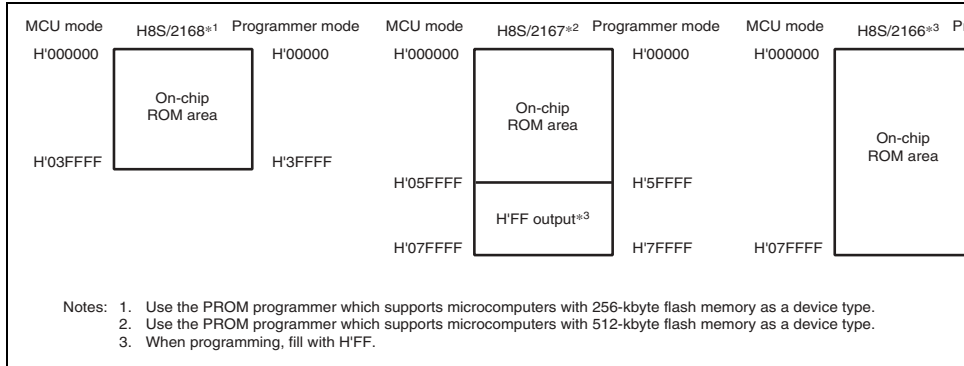 MCU mode H8S/2168*1 Programmer mode MCU mode H8S/2167*2 Programmer mode MCU mode H8S/2166*3
H'000000 H'00000 H'000000 H'00000 H'000000
On-chip
ROM area
On-chip
ROM area
On-chip
ROM area
H'03FFFF H'3FFFF
H'05FFFF H'5FFFF
H'FF output*3
H'07FFFF H'7FFFF H'07FFFF
Notes: 1. Use the PROM programmer which supports microcomputers with 256-kbyte flash memory as a device type.
2. Use the PROM programmer which supports microcomputers with 512-kbyte flash memory as a device type.
3. When programming, fill with H'FF.